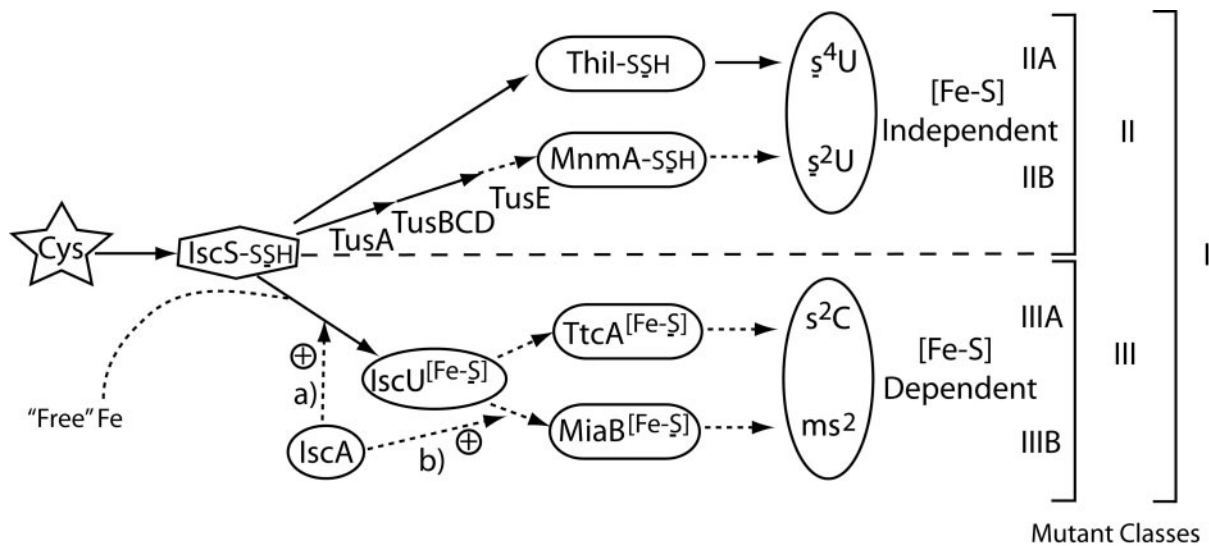 ThiI-SSH
s⁴U
IIA
[Fe-S]
Independent
II
MnmA-SSH
s²U
IIB
TusE
TusBCD
TusA
Cys
IscS-SSH
I
TtcA[Fe-S]
s²C
IIIA
IscU[Fe-S]
[Fe-S]
Dependent
III
⊕
a)
"Free" Fe
MiaB[Fe-S]
ms²
IIIB
IscA
⊕
b)
Mutant Classes